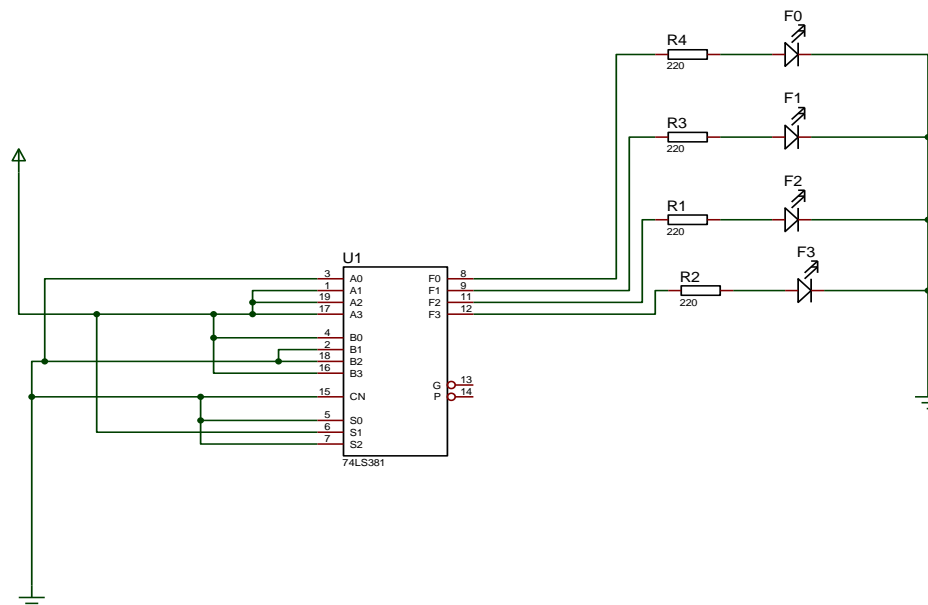 F0
R4
220
F1
R3
220
F2
R1
220
F3
R2
220
U1
3 A0 F0 8
1 A1 F1 9
19 A2 F2 11
17 A3 F3 12
4 B0
2 B1
18 B2
16 B3
G 13
15 CN P 14
5 S0
6 S1
7 S2
74LS381